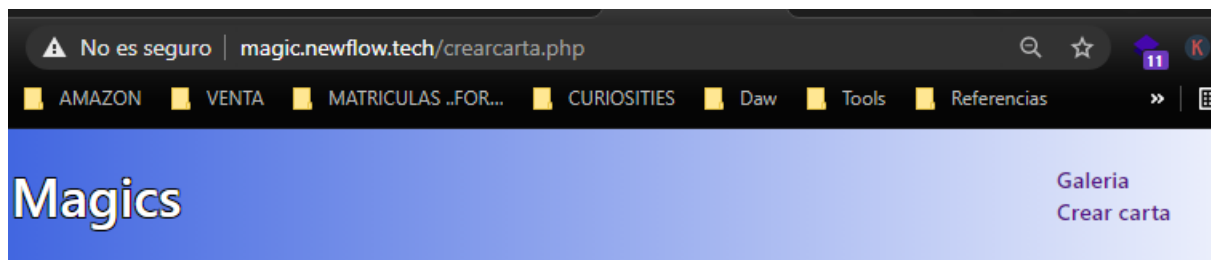 No es seguro | magic.newflow.tech/crearcarta.php
11
K
AMAZON VENTA MATRICULAS ..FOR... CURIOSITIES Daw Tools Referencias »
Magics
Galeria
Crear carta